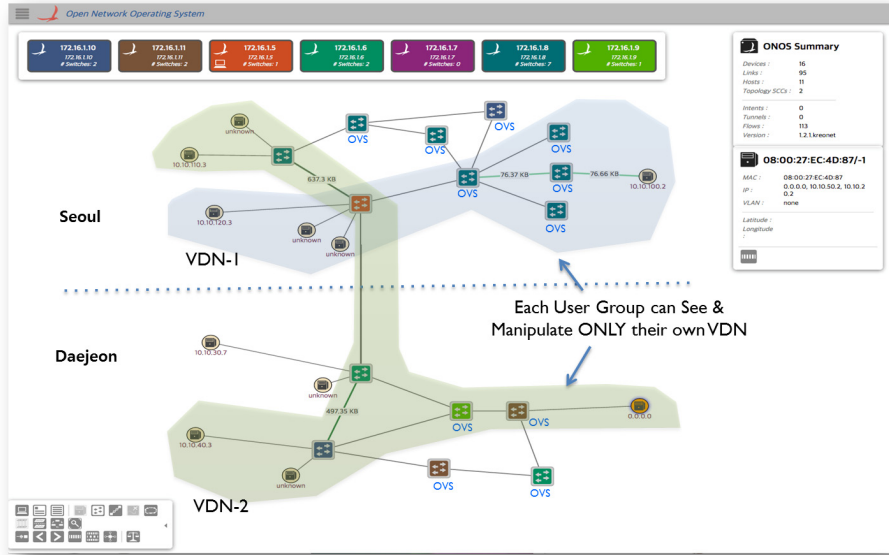 Open Network Operating System
172.16.1.10
172.16.1.10
# Switches: 2
172.16.1.11
172.16.1.11
# Switches: 2
172.16.1.5
172.16.1.5
# Switches: 1
172.16.1.6
172.16.1.6
# Switches: 2
172.16.1.7
172.16.1.7
# Switches: 0
172.16.1.8
172.16.1.8
# Switches: 7
172.16.1.9
172.16.1.9
# Switches: 1
ONOS Summary
Devices : 16
Links : 95
Hosts : 11
Topology SCCs : 2
Intents : 0
Tunnels : 0
Flows : 113
Version : 1.2.1.kreonet
08:00:27:EC:4D:87/-1
MAC : 08:00:27:EC:4D:87
IP : 0.0.0.0, 10.10.50.2, 10.10.2
0.2
VLAN : none
Latitude :
Longitude
:
unknown
10.10.110.3
OVS
OVS
OVS
OVS
637.3 KB
76.37 KB
76.66 KB
OVS
OVS
10.10.100.2
OVS
Seoul
10.10.120.3
unknown
unknown
VDN-1
Each User Group can See &
Manipulate ONLY their own VDN
Daejeon
10.10.30.7
unknown
497.35 KB
OVS
OVS
0.0.0.0
10.10.40.3
unknown
OVS
OVS
VDN-2